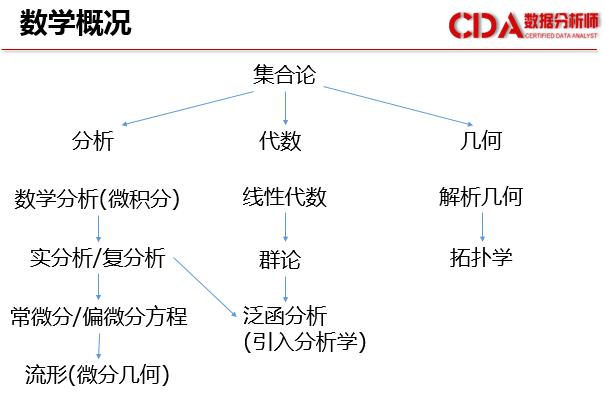 数学概况
CDA数据分析师
CERTIFIED DATA ANALYST
集合论
分析
代数
几何
数学分析(微积分)
线性代数
解析几何
实分析/复分析
群论
拓扑学
常微分/偏微分方程
泛函分析
(引入分析学)
流形(微分几何)